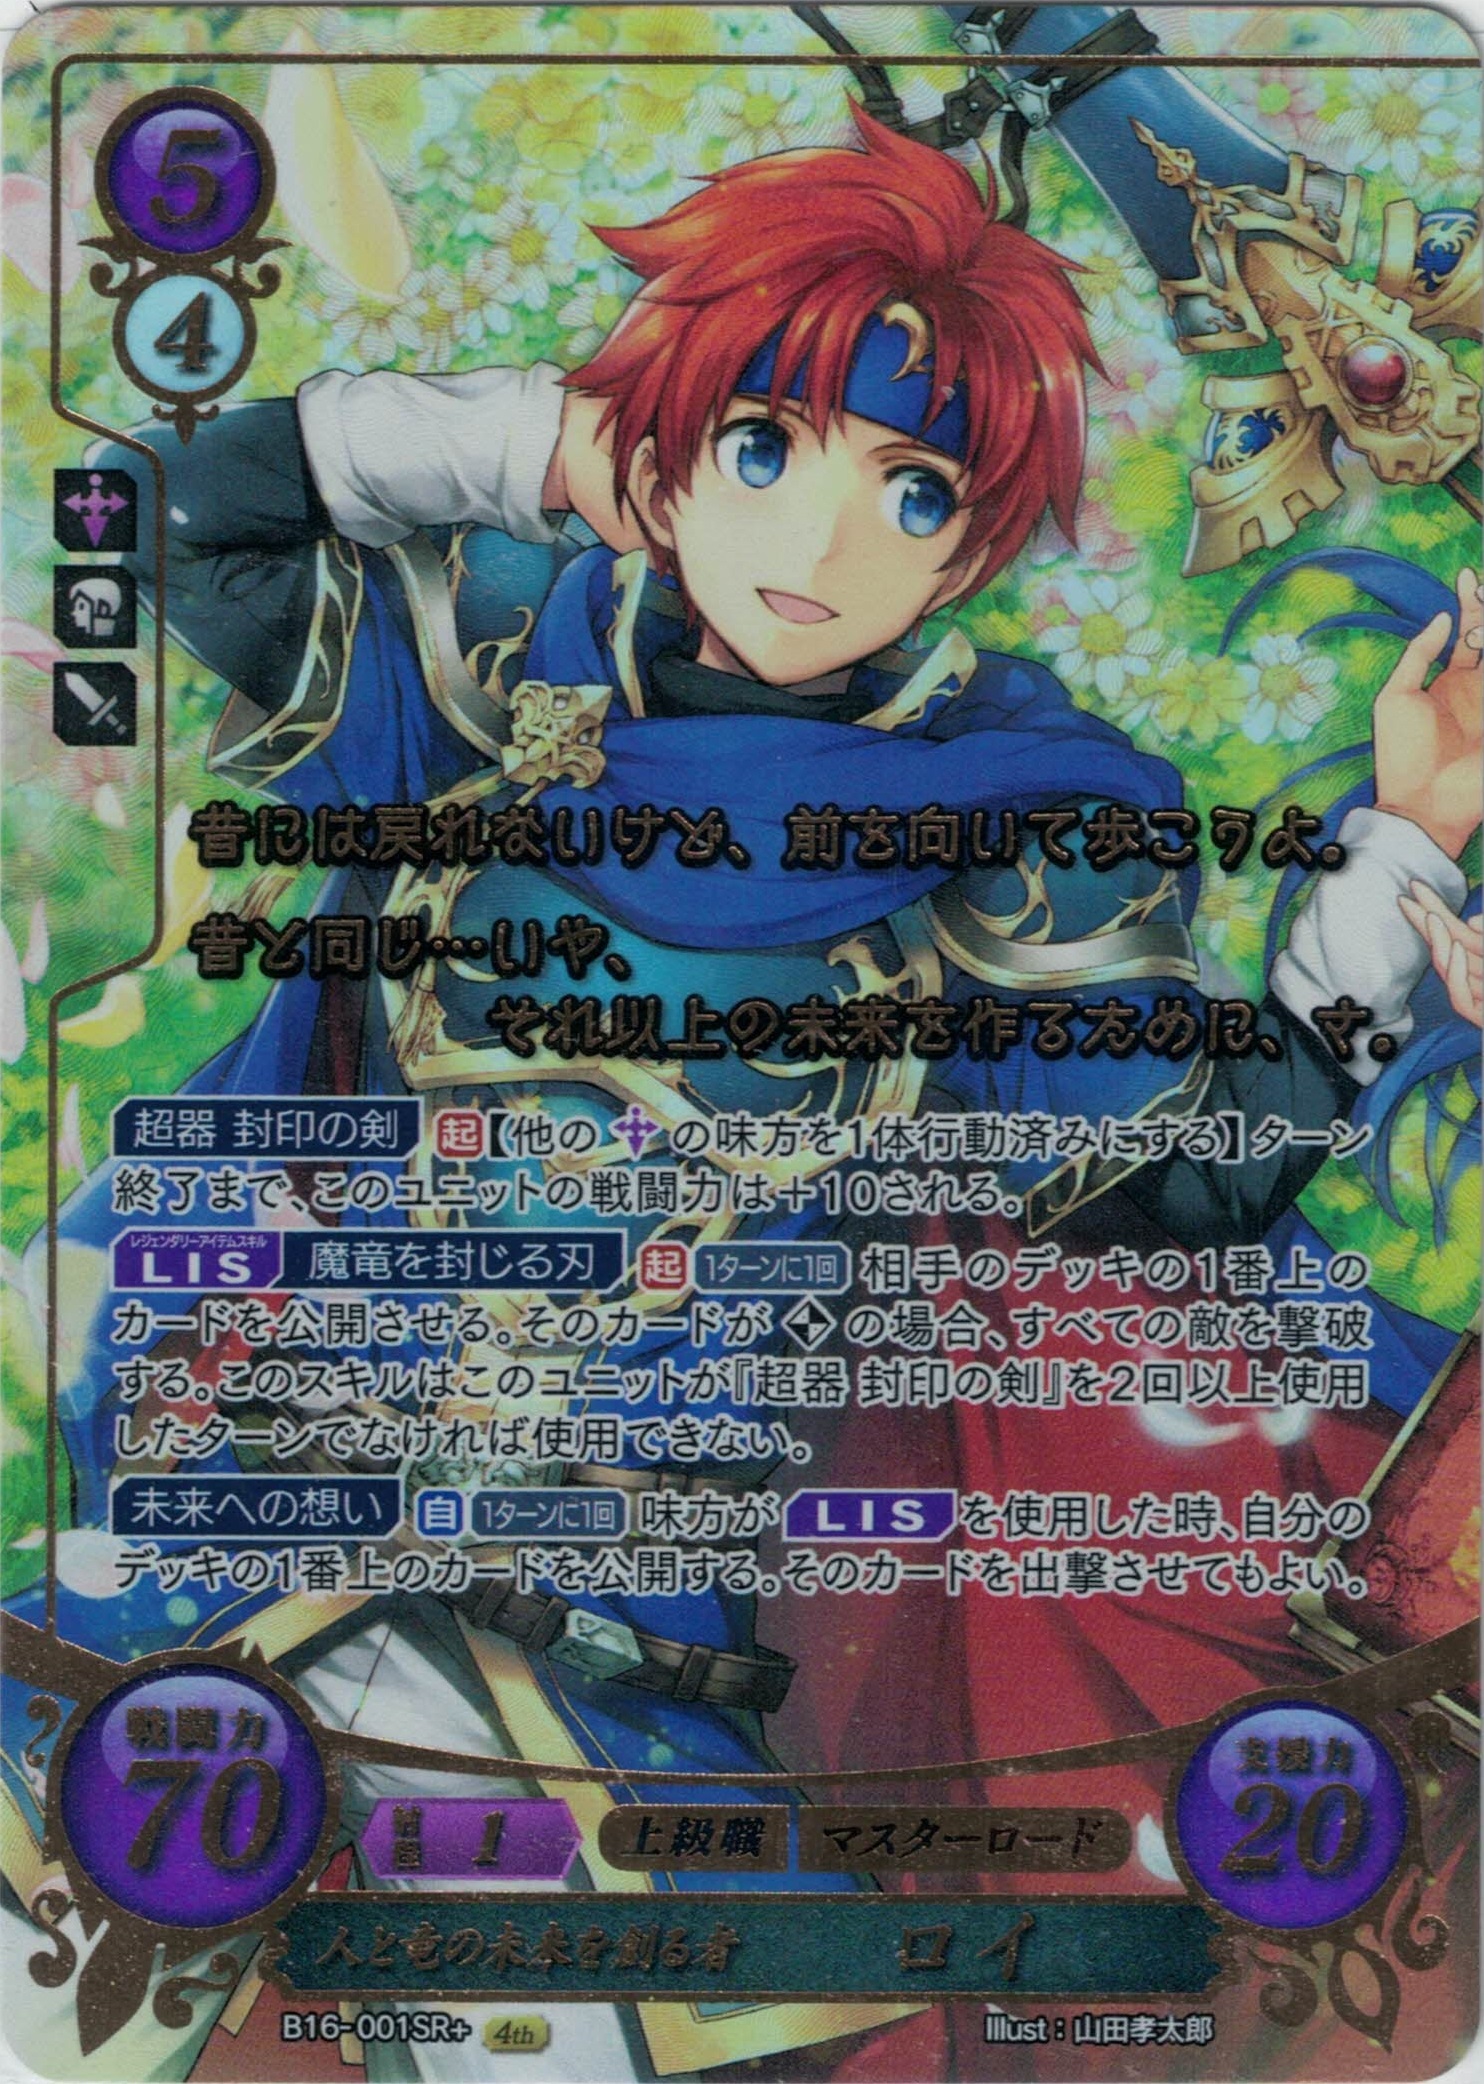 5
4
昔には戻れないけど、前を向いて歩こうよ。
昔と同じ…いや、
それ以上の未来を作るために、さ。
超器 封印の剣 起【他の の味方を1体行動済みにする】ターン
終了まで、このユニットの戦闘力は＋10される。
レジェンダリーアイテムスキル
LIS 魔竜を封じる刃 起 1ターンに1回 相手のデッキの1番上の
カードを公開させる。そのカードが の場合、すべての敵を撃破
する。このスキルはこのユニットが『超器 封印の剣』を2回以上使用
したターンでなければ使用できない。
未来への想い 自 1ターンに1回 味方が LIS を使用した時、自分の
デッキの1番上のカードを公開する。そのカードを出撃させてもよい。
戦闘力
70
射程 1 上級職 マスターロード
支援力
20
人と竜の未来を創る者 ロイ
B16-001SR+ 4th Illust：山田孝太郎